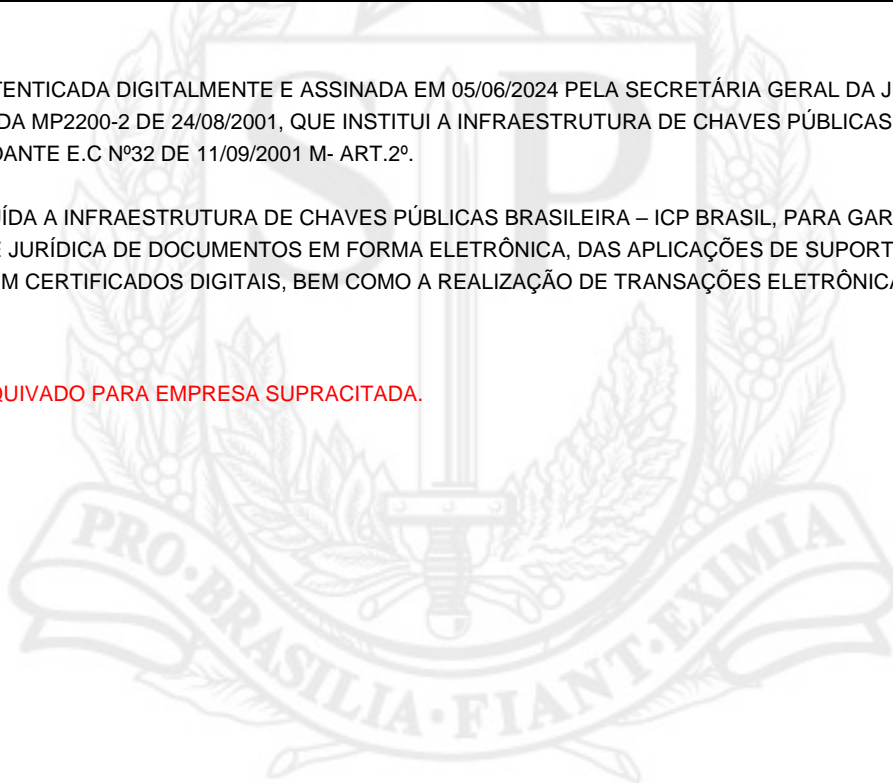 TENTICADA DIGITALMENTE E ASSINADA EM 05/06/2024 PELA SECRETÁRIA GERAL DA J
DA MP2200-2 DE 24/08/2001, QUE INSTITUI A INFRAESTRUTURA DE CHAVES PÚBLICAS
DANTE E.C Nº32 DE 11/09/2001 M- ART.2º.
ÍDA A INFRAESTRUTURA DE CHAVES PÚBLICAS BRASILEIRA – ICP BRASIL, PARA GAR
E JURÍDICA DE DOCUMENTOS EM FORMA ELETRÔNICA, DAS APLICAÇÕES DE SUPORT
M CERTIFICADOS DIGITAIS, BEM COMO A REALIZAÇÃO DE TRANSAÇÕES ELETRÔNICA
QUIVADO PARA EMPRESA SUPRACITADA.
SP
PRO·BRASILIA·FIANT·EXIMIA